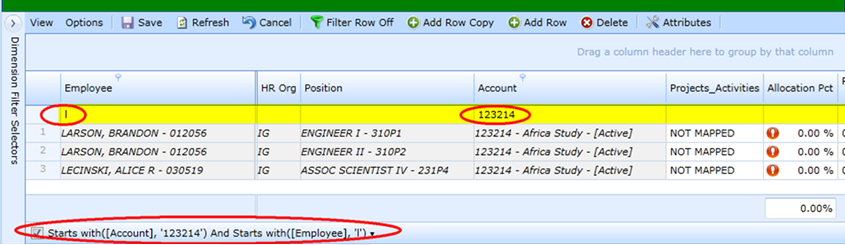 View Options Save Refresh Cancel Filter Row Off Add Row Copy Add Row Delete Attributes
Drag a column header here to group by that column
Dimension Filter Selectors
Employee HR Org Position Account Projects_Activities Allocation Pct
l 123214
1 LARSON, BRANDON - 012056 IG ENGINEER I - 310P1 123214 - Africa Study - [Active] NOT MAPPED 0.00 %
2 LARSON, BRANDON - 012056 IG ENGINEER II - 310P2 123214 - Africa Study - [Active] NOT MAPPED 0.00 %
3 LECINSKI, ALICE R - 030519 IG ASSOC SCIENTIST IV - 231P4 123214 - Africa Study - [Active] NOT MAPPED 0.00 %
0.00%
Starts with([Account], '123214') And Starts with([Employee], 'l')